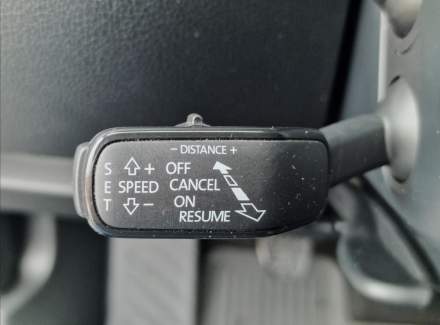 - DISTANCE +
S + OFF
E SPEED CANCEL
T - ON
RESUME